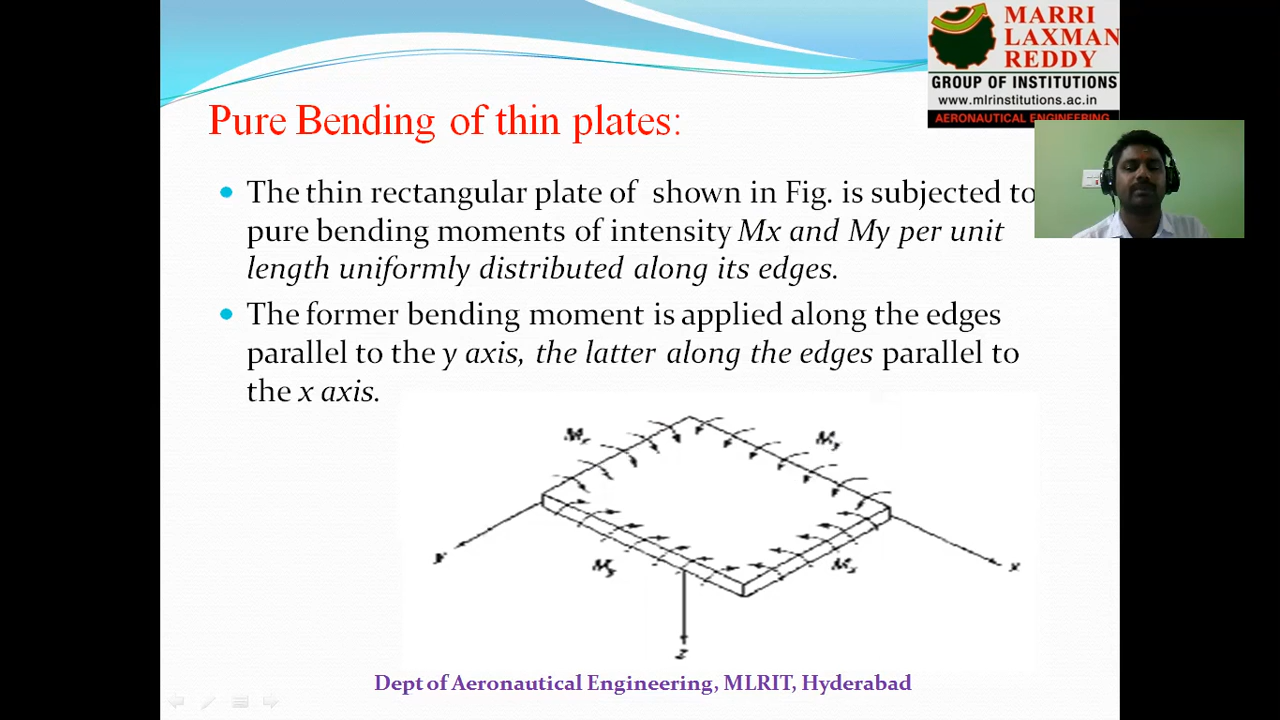 MARRI
LAXMAN
REDDY
GROUP OF INSTITUTIONS
www.mlrinstitutions.ac.in
AERONAUTICAL ENGINEERING
Pure Bending of thin plates:
• The thin rectangular plate of shown in Fig. is subjected to
pure bending moments of intensity Mx and My per unit
length uniformly distributed along its edges.
• The former bending moment is applied along the edges
parallel to the y axis, the latter along the edges parallel to
the x axis.
Mx
My
y
My
Mx
x
z
Dept of Aeronautical Engineering, MLRIT, Hyderabad